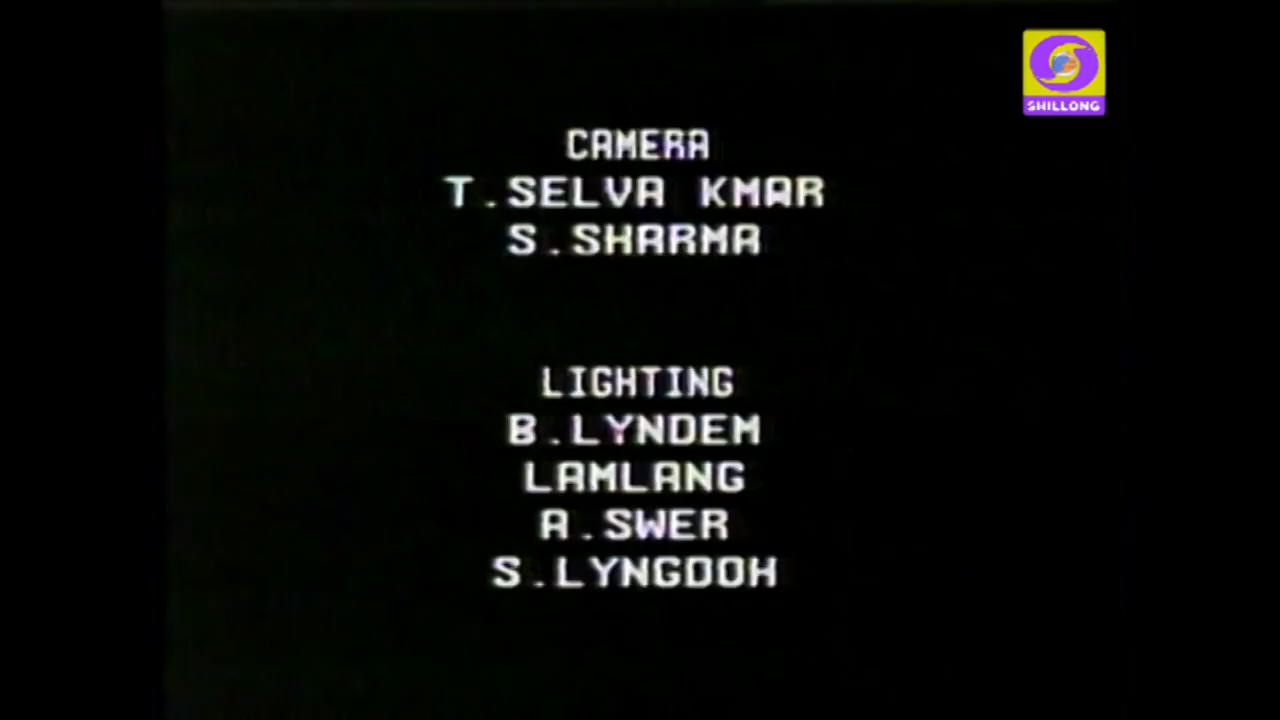 SHILLONG
CAMERA
T.SELVA KMAR
S.SHARMA
LIGHTING
B.LYNDEM
LAMLANG
A.SWER
S.LYNGDOH